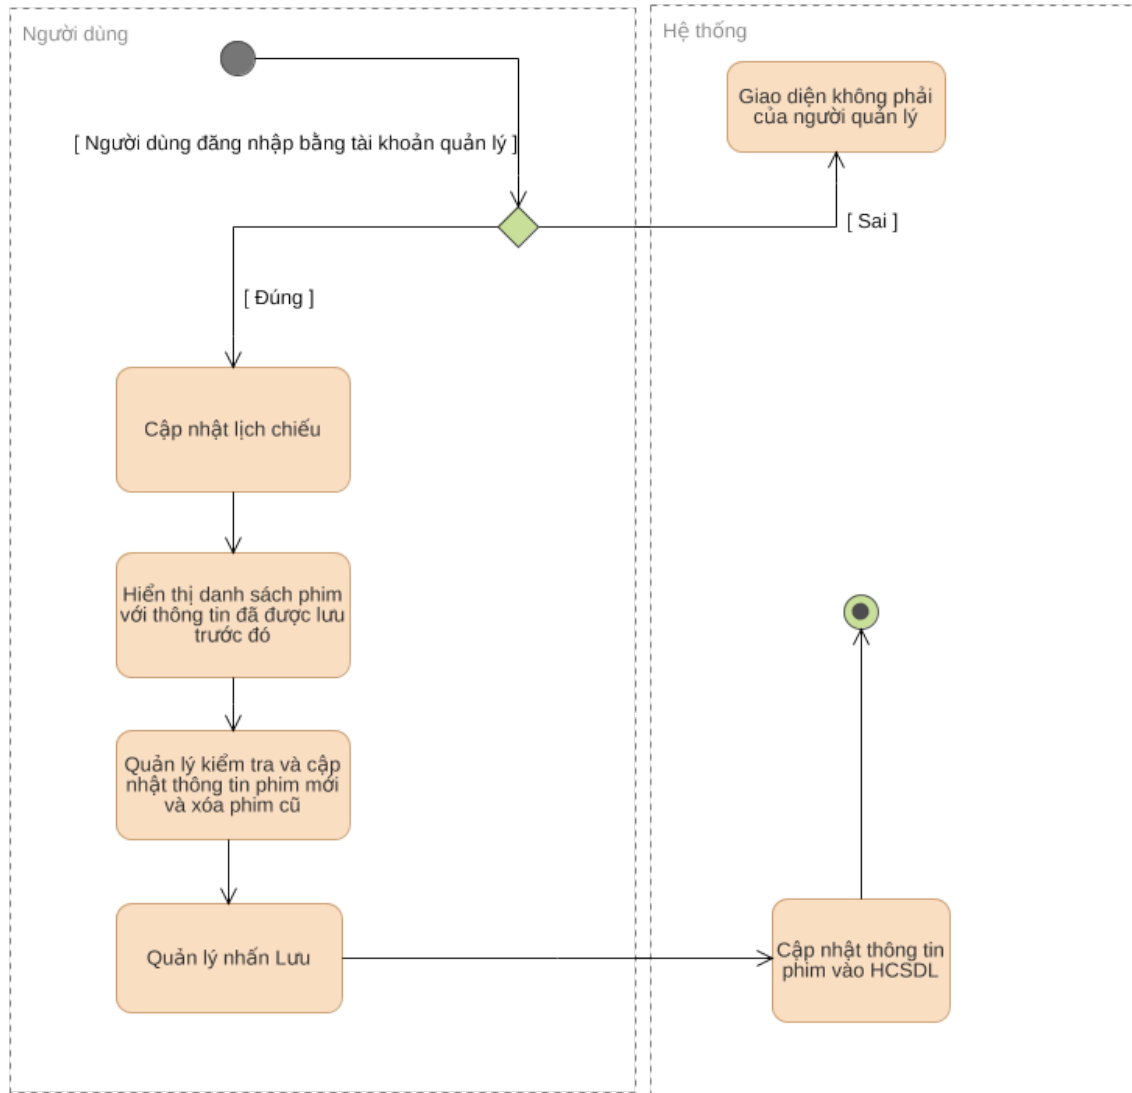 Người dùng
Hệ thống
Giao diện không phải
của người quản lý
[ Người dùng đăng nhập bằng tài khoản quản lý ]
[ Sai ]
[ Đúng ]
Cập nhật lịch chiếu
Hiển thị danh sách phim
với thông tin đã được lưu
trước đó
Quản lý kiểm tra và cập
nhật thông tin phim mới
và xóa phim cũ
Quản lý nhấn Lưu
Cập nhật thông tin
phim vào HCSDL